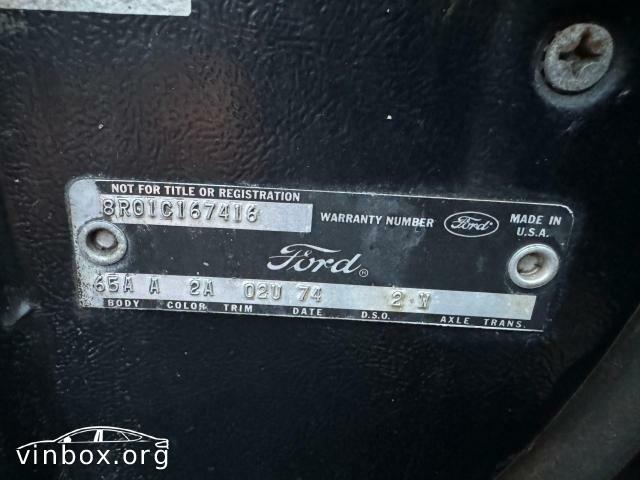 NOT FOR TITLE OR REGISTRATION
8R01C167416
WARRANTY NUMBER Ford MADE IN U.S.A.
Ford®
65A A 2A 02U 74 2 W
BODY COLOR TRIM DATE D.S.O. AXLE TRANS.
vinbox.org